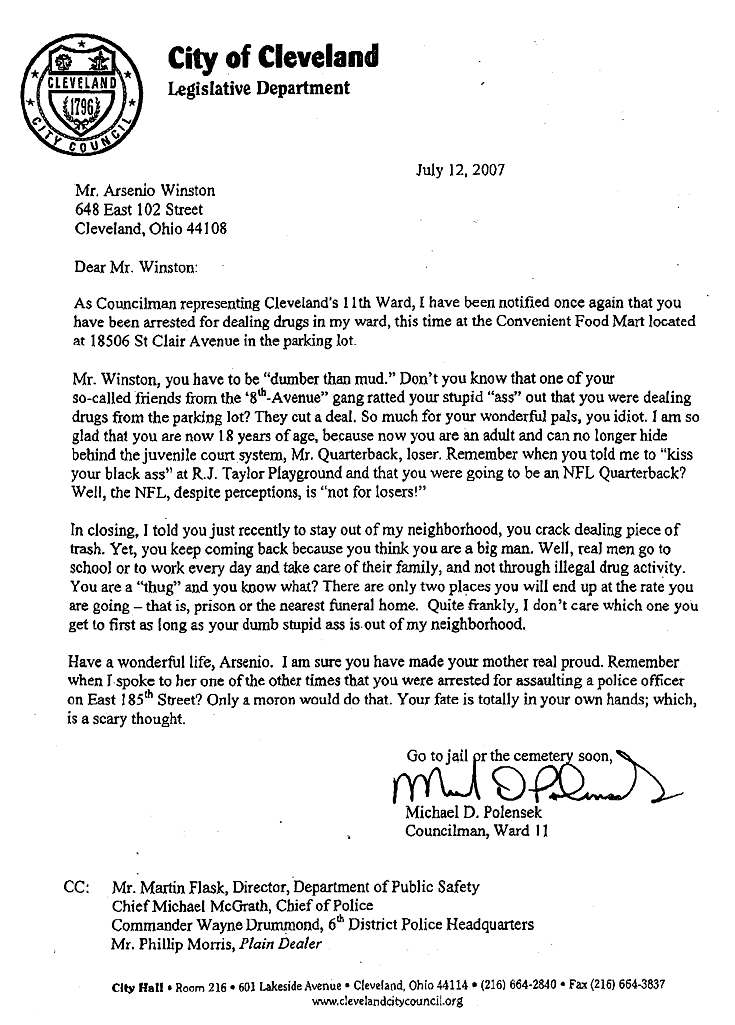 City of Cleveland
Legislative Department
CLEVELAND
1796
CITY COUNCIL
July 12, 2007
Mr. Arsenio Winston
648 East 102 Street
Cleveland, Ohio 44108
Dear Mr. Winston:
As Councilman representing Cleveland's 11th Ward, I have been notified once again that you
have been arrested for dealing drugs in my ward, this time at the Convenient Food Mart located
at 18506 St Clair Avenue in the parking lot.
Mr. Winston, you have to be "dumber than mud." Don't you know that one of your
so-called friends from the '8th-Avenue" gang ratted your stupid "ass" out that you were dealing
drugs from the parking lot? They cut a deal. So much for your wonderful pals, you idiot. I am so
glad that you are now 18 years of age, because now you are an adult and can no longer hide
behind the juvenile court system, Mr. Quarterback, loser. Remember when you told me to "kiss
your black ass" at R.J. Taylor Playground and that you were going to be an NFL Quarterback?
Well, the NFL, despite perceptions, is "not for losers!"
In closing, I told you just recently to stay out of my neighborhood, you crack dealing piece of
trash. Yet, you keep coming back because you think you are a big man. Well, real men go to
school or to work every day and take care of their family, and not through illegal drug activity.
You are a "thug" and you know what? There are only two places you will end up at the rate you
are going – that is, prison or the nearest funeral home. Quite frankly, I don't care which one you
get to first as long as your dumb stupid ass is out of my neighborhood.
Have a wonderful life, Arsenio. I am sure you have made your mother real proud. Remember
when I spoke to her one of the other times that you were arrested for assaulting a police officer
on East 185th Street? Only a moron would do that. Your fate is totally in your own hands; which,
is a scary thought.
Go to jail or the cemetery soon,
Michael D. Polensek
Councilman, Ward 11
CC: Mr. Martin Flask, Director, Department of Public Safety
Chief Michael McGrath, Chief of Police
Commander Wayne Drummond, 6th District Police Headquarters
Mr. Phillip Morris, Plain Dealer
City Hall • Room 216 • 601 Lakeside Avenue • Cleveland, Ohio 44114 • (216) 664-2840 • Fax (216) 664-3837
www.clevelandcitycouncil.org